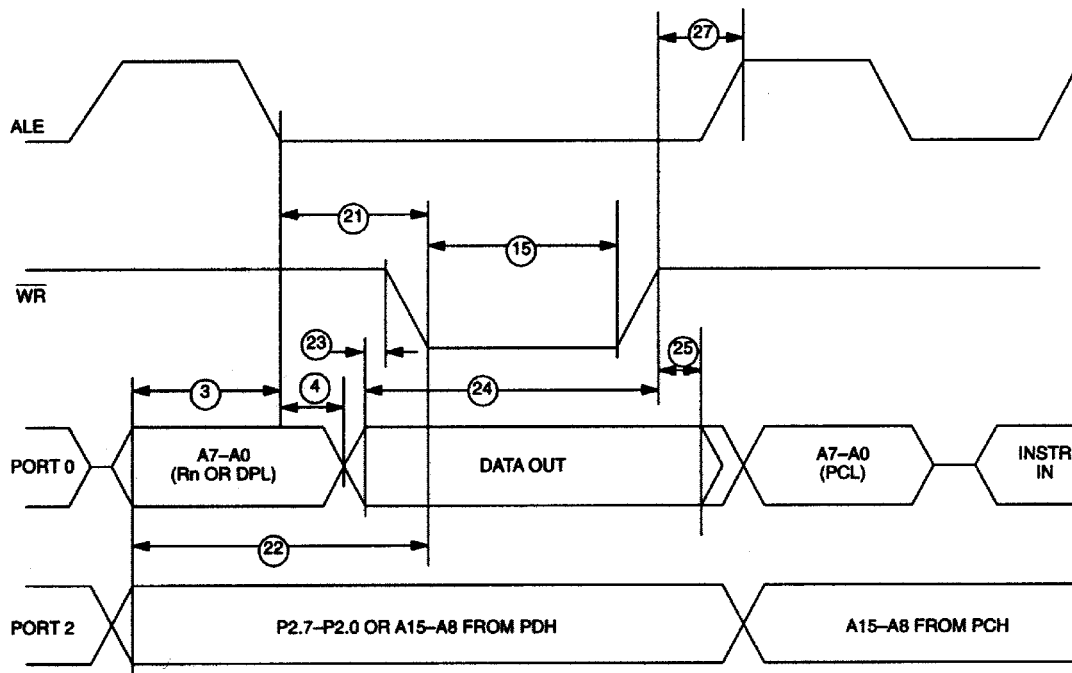 27
ALE
21
15
WR
23
25
3
4
24
PORT 0
A7–A0
(Rn OR DPL)
DATA OUT
A7–A0
(PCL)
INSTR
IN
22
PORT 2
P2.7–P2.0 OR A15–A8 FROM PDH
A15–A8 FROM PCH